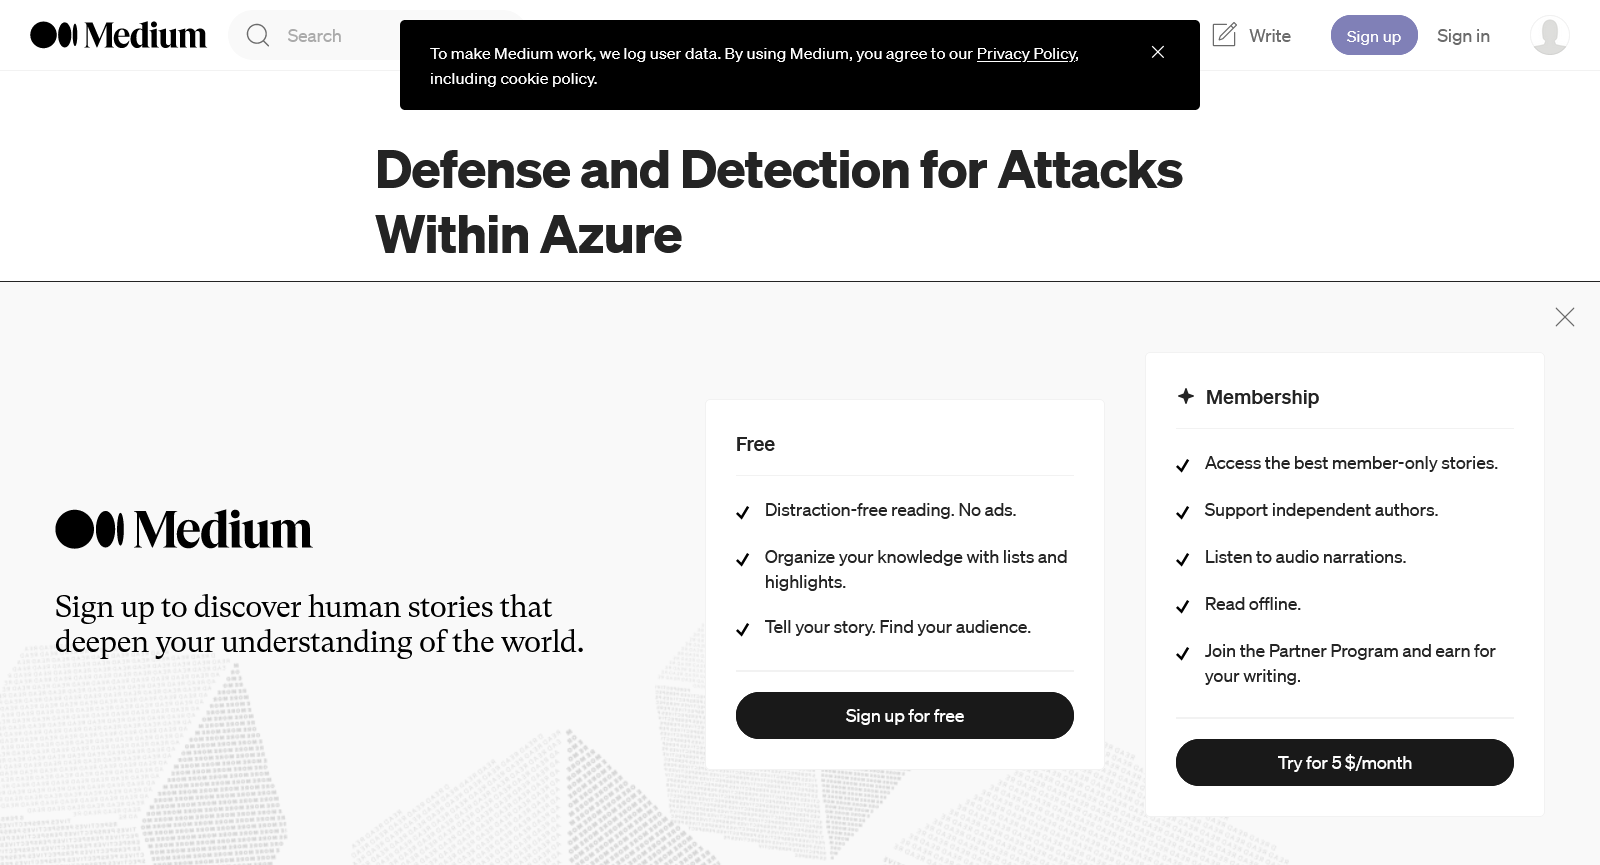 Medium
Search
To make Medium work, we log user data. By using Medium, you agree to our Privacy Policy,
including cookie policy.
Write
Sign up
Sign in
Defense and Detection for Attacks
Within Azure
Medium
Sign up to discover human stories that
deepen your understanding of the world.
Free
Distraction-free reading. No ads.
Organize your knowledge with lists and
highlights.
Tell your story. Find your audience.
Sign up for free
Membership
Access the best member-only stories.
Support independent authors.
Listen to audio narrations.
Read offline.
Join the Partner Program and earn for
your writing.
Try for 5 $/month